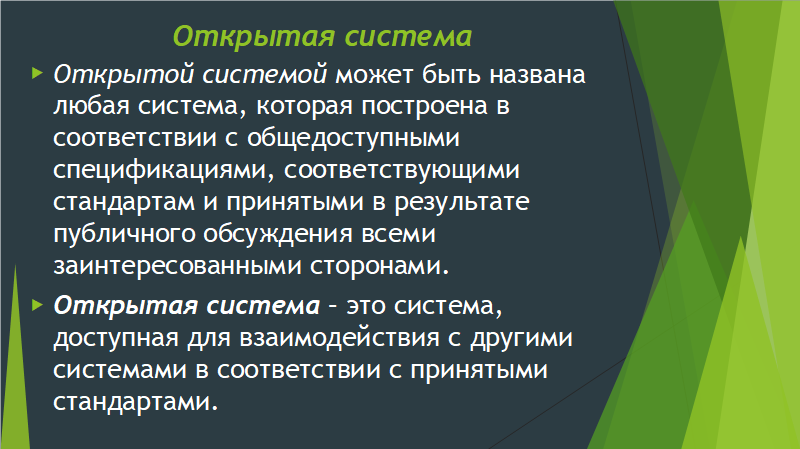 Открытая система
Открытой системой может быть названа
любая система, которая построена в
соответствии с общедоступными
спецификациями, соответствующими
стандартам и принятыми в результате
публичного обсуждения всеми
заинтересованными сторонами.
Открытая система – это система,
доступная для взаимодействия с другими
системами в соответствии с принятыми
стандартами.